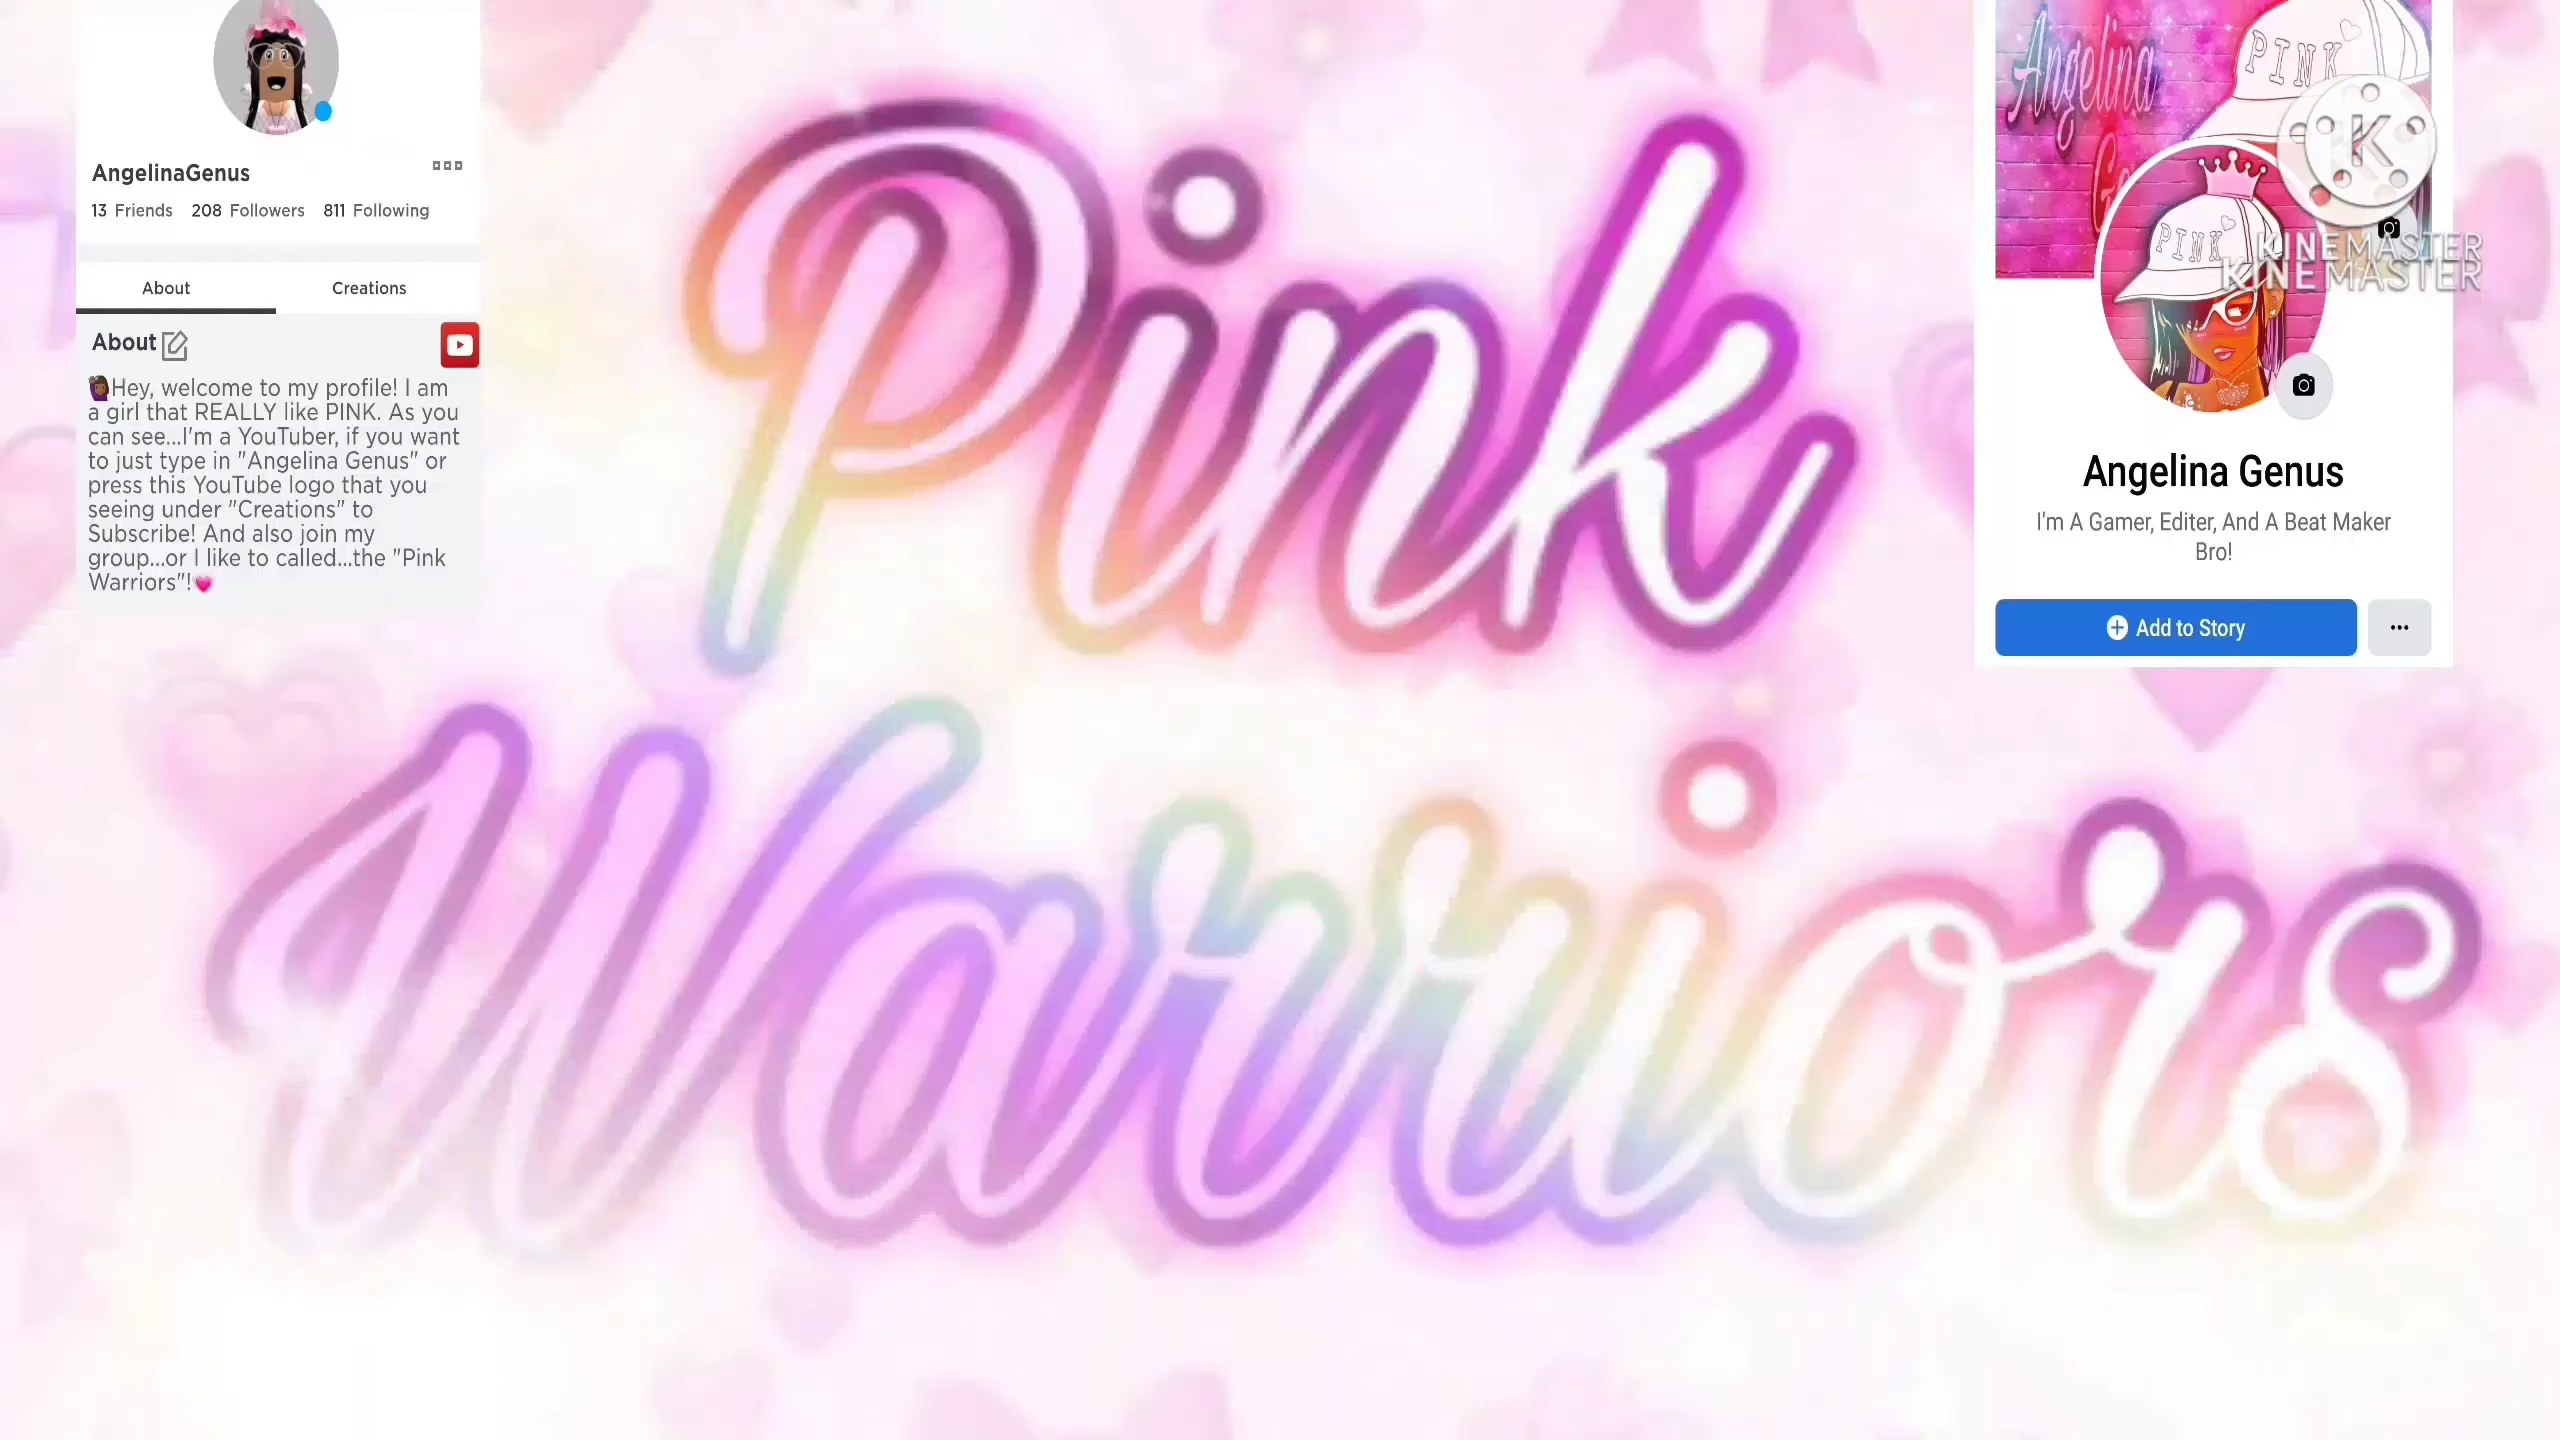 AngelinaGenus
13 Friends 208 Followers 811 Following
About Creations
About
Hey, welcome to my profile! I am
a girl that REALLY like PINK. As you
can see...I'm a YouTuber, if you want
to just type in "Angelina Genus" or
press this YouTube logo that you
seeing under "Creations" to
Subscribe! And also join my
group...or I like to called...the "Pink
Warriors"!
Pink
Warriors
Angelina
PINK
PINK
K
KINEMASTER
KINEMASTER
Angelina Genus
I'm A Gamer, Editer, And A Beat Maker
Bro!
Add to Story